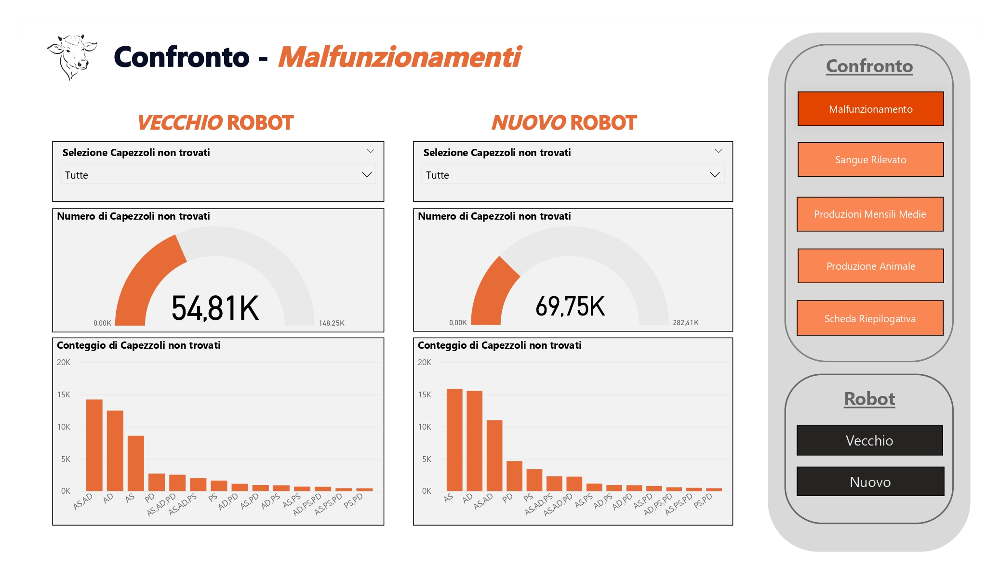 Confronto - Malfunzionamenti
VECCHIO ROBOT
Selezione Capezzoli non trovati
Tutte
Numero di Capezzoli non trovati
54,81K
0,00K
148,25K
Conteggio di Capezzoli non trovati
20K
15K
10K
5K
0K
AS,AD
AD
AS
PD
AS,AD,PD
AS,AD,PS
PS
AD,PD
AS,PD
AD,PS
AS,PS
AD,PS,PD
AS,PS,PD
PS,PD
NUOVO ROBOT
Selezione Capezzoli non trovati
Tutte
Numero di Capezzoli non trovati
69,75K
0,00K
282,41K
Conteggio di Capezzoli non trovati
20K
15K
10K
5K
0K
AS
AD
AS,AD
PD
PS
AS,AD,PS
AS,AD,PD
AS,PS
AD,PS
AD,PD
AS,PD
AD,PS,PD
AS,PS,PD
PS,PD
Confronto
Malfunzionamento
Sangue Rilevato
Produzioni Mensili Medie
Produzione Animale
Scheda Riepilogativa
Robot
Vecchio
Nuovo